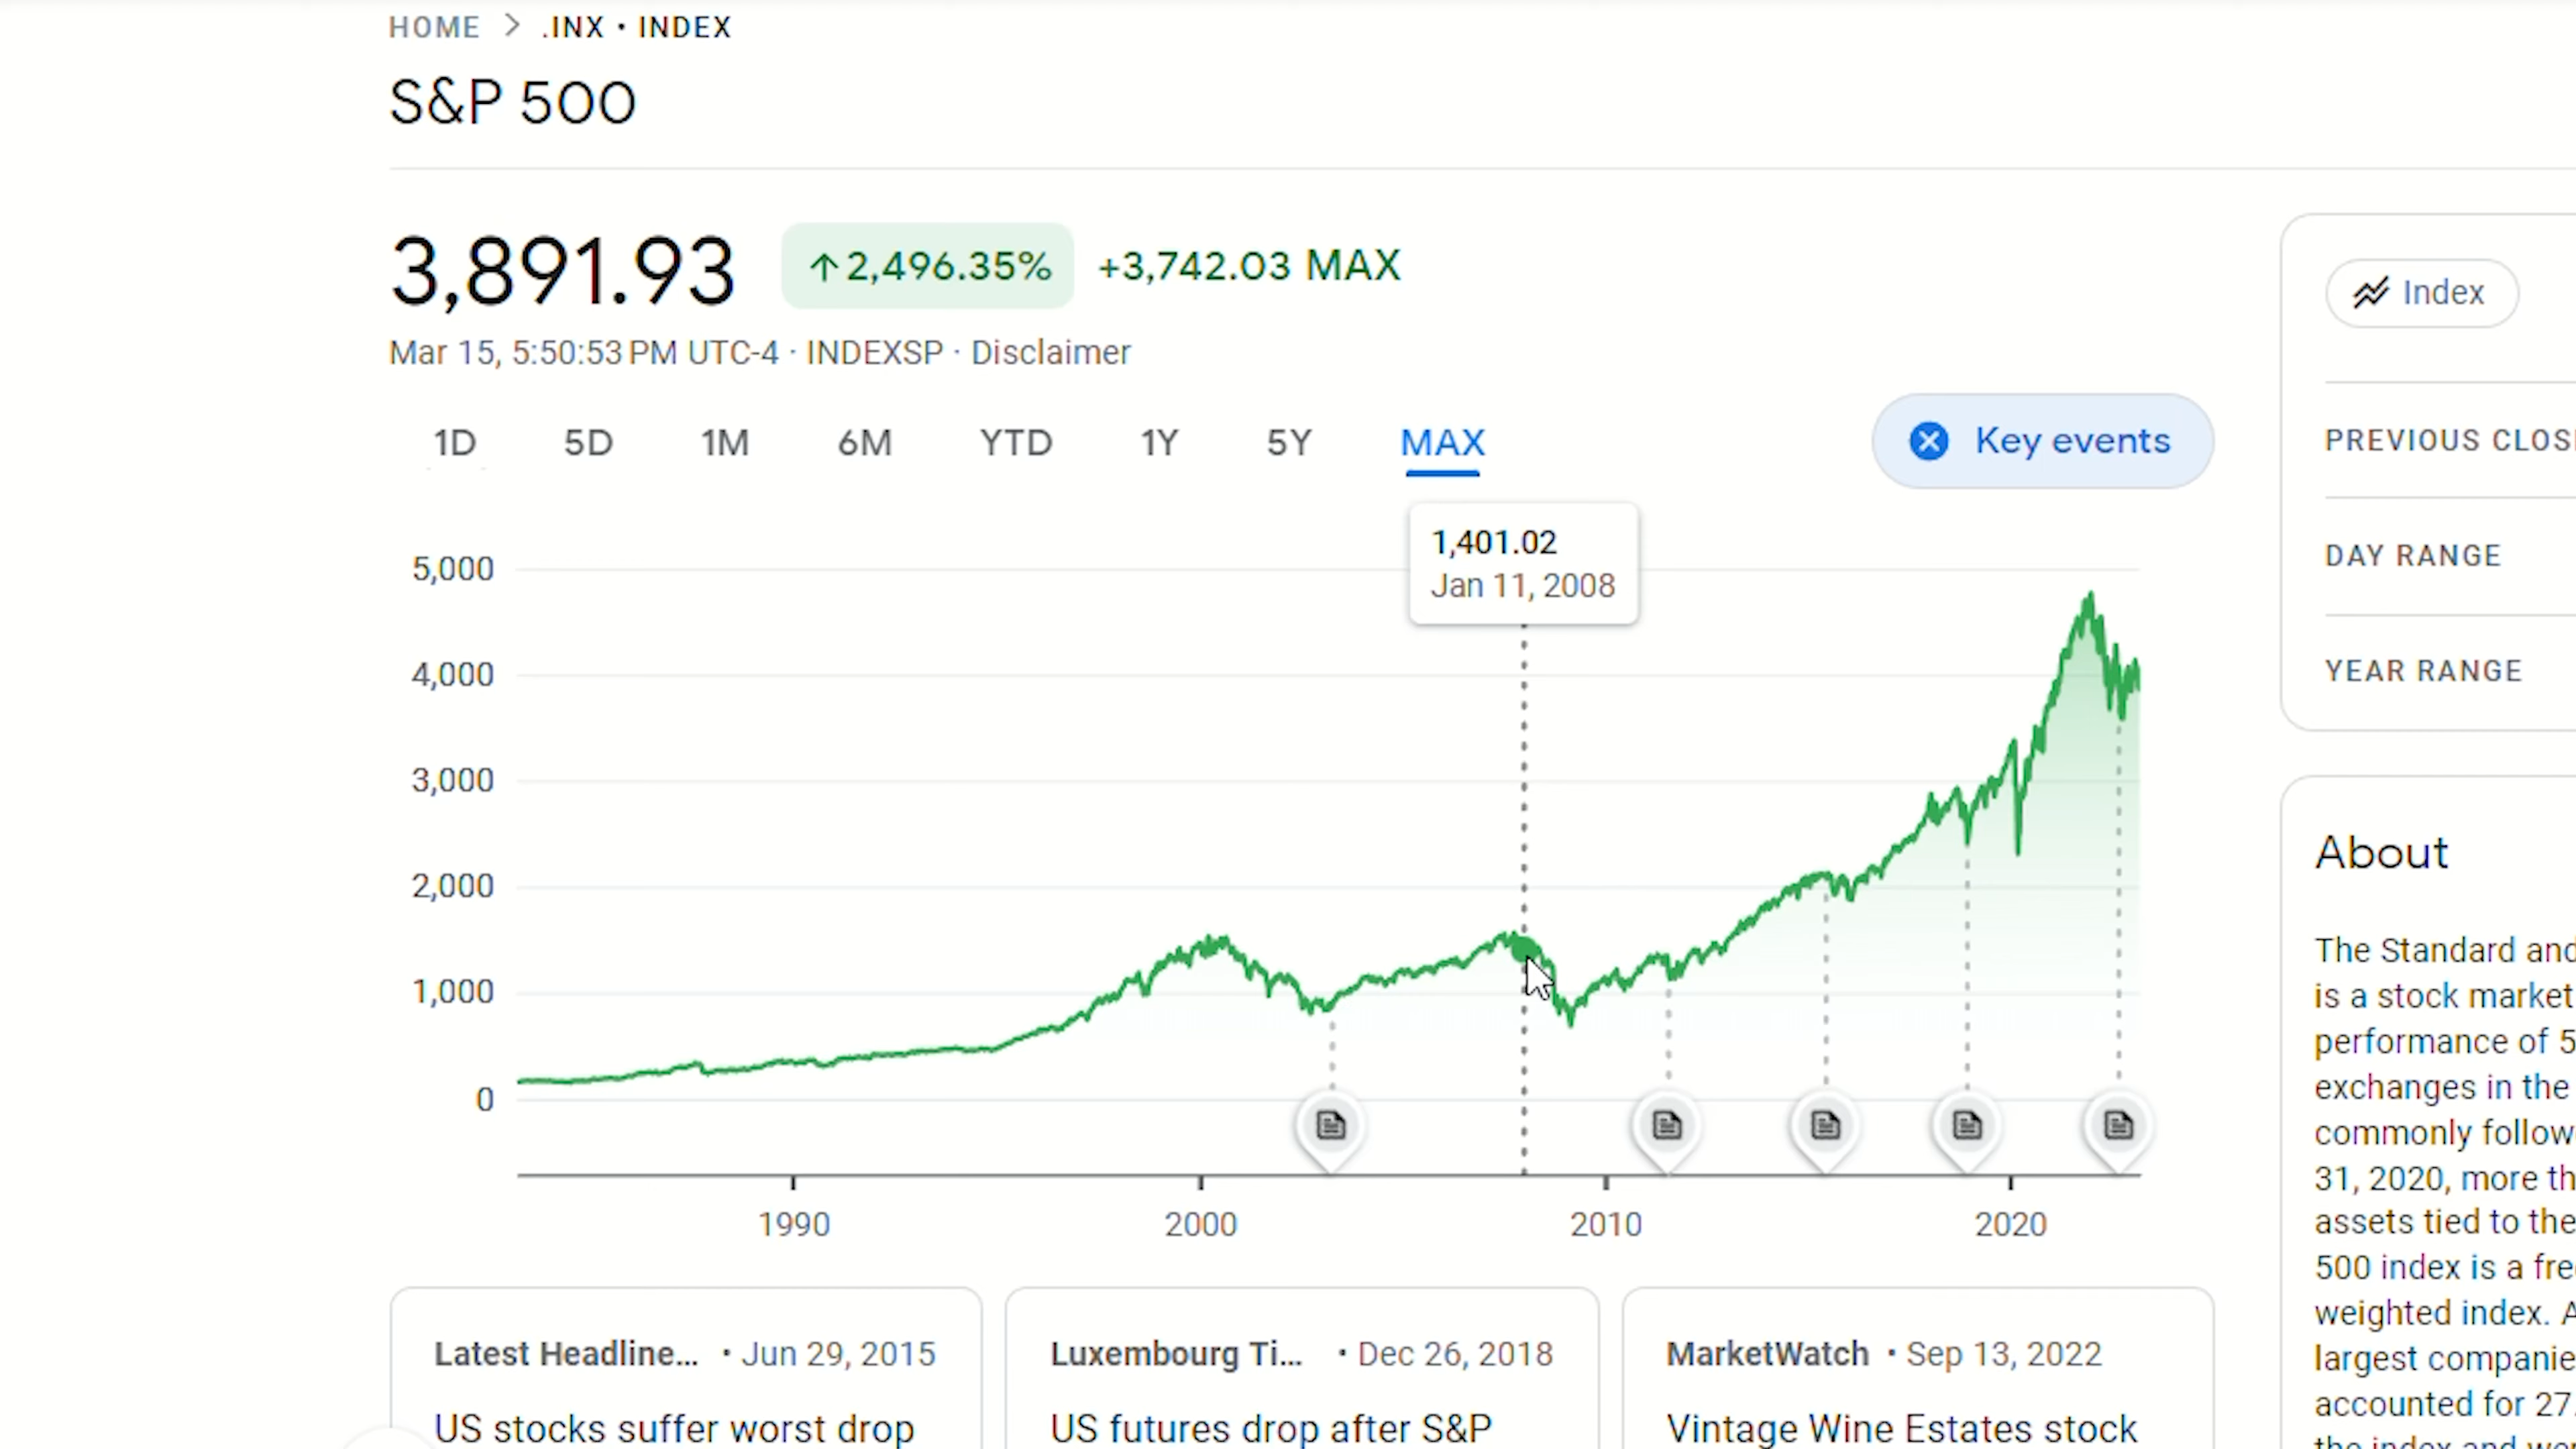 HOME > .INX • INDEX
S&P 500
3,891.93 ↑2,496.35% +3,742.03 MAX
Mar 15, 5:50:53 PM UTC-4 · INDEXSP · Disclaimer
1D 5D 1M 6M YTD 1Y 5Y MAX
Key events
1,401.02
Jan 11, 2008
5,000
4,000
3,000
2,000
1,000
0
1990 2000 2010 2020
Latest Headline... • Jun 29, 2015
US stocks suffer worst drop
Luxembourg Ti... • Dec 26, 2018
US futures drop after S&P
MarketWatch • Sep 13, 2022
Vintage Wine Estates stock
Index
PREVIOUS CLOS
DAY RANGE
YEAR RANGE
About
The Standard and
is a stock market
performance of 5
exchanges in the
commonly follow
31, 2020, more th
assets tied to the
500 index is a fre
weighted index. A
largest companie
accounted for 27.
the index and